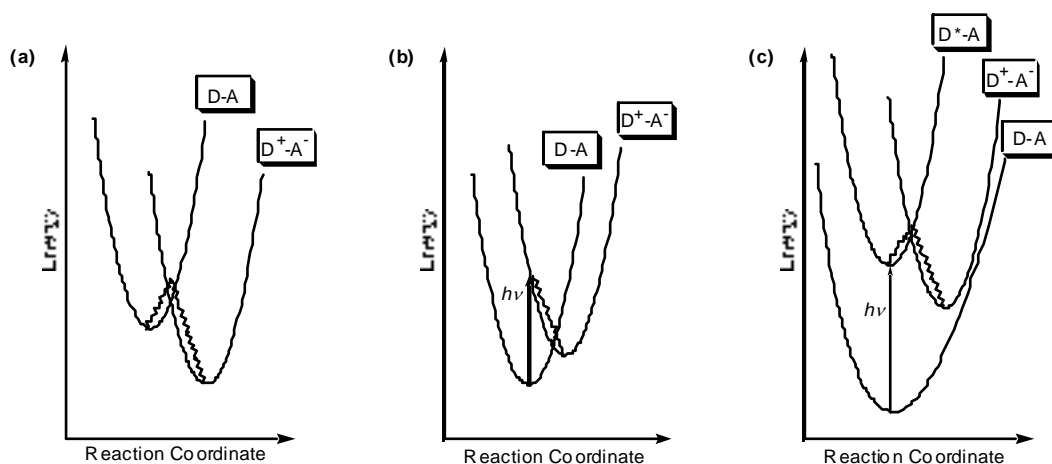 (a)
D-A
D⁺-A⁻
Reaction Coordinate
(b)
D⁺-A⁻
D-A
hν
Reaction Coordinate
(c)
D*-A
D⁺-A⁻
D-A
hν
Reaction Coordinate